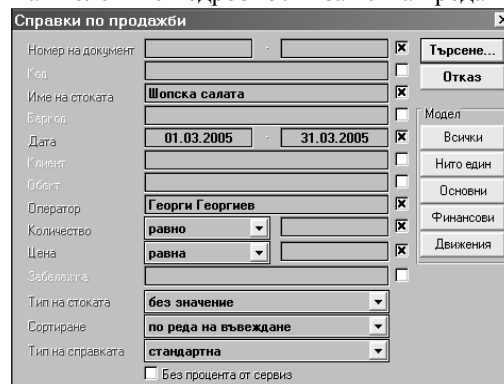 Справки по продажби
Номер на документ - Търсене...
Код Отказ
Име на стоката Шопска салата
Баркод Модел
Дата 01.03.2005 - 31.03.2005 Всички
Клиент Нито един
Обект Основни
Оператор Георги Георгиев
Количество равно Финансови
Цена равна Движения
Забележка
Тип на стоката без значение
Сортиране по реда на въвеждане
Тип на справката стандартна
Без процента от сервиз